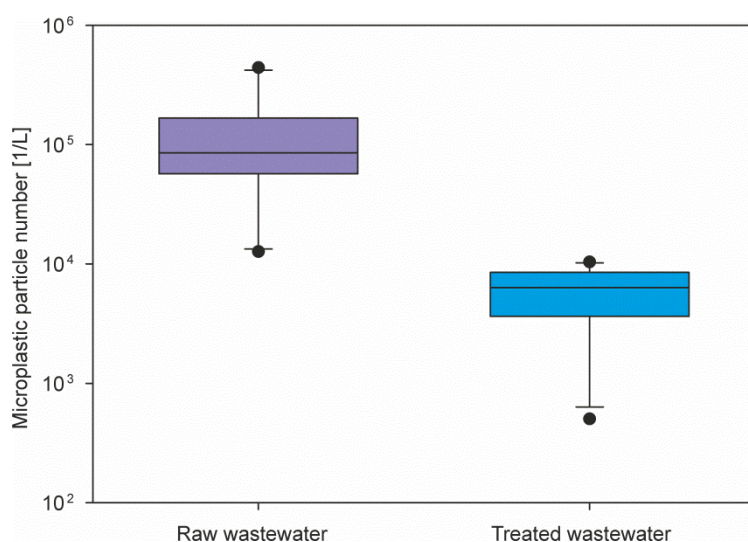 Microplastic particle number [1/L]
10⁶
10⁵
10⁴
10³
10²
Raw wastewater
Treated wastewater